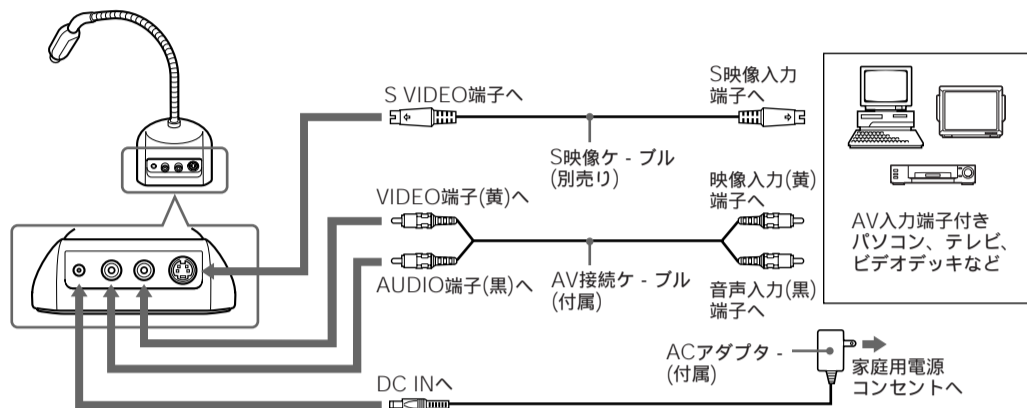 S VIDEO端子へ
S映像入力
端子へ
S映像ケ - ブル
(別売り)
VIDEO端子(黄)へ
映像入力(黄)
端子へ
AUDIO端子(黒)へ
AV接続ケ - ブル
(付属)
音声入力(黒)
端子へ
AV入力端子付き
パソコン、テレビ、
ビデオデッキなど
ACアダプタ -
(付属)
家庭用電源
コンセントへ
DC INへ